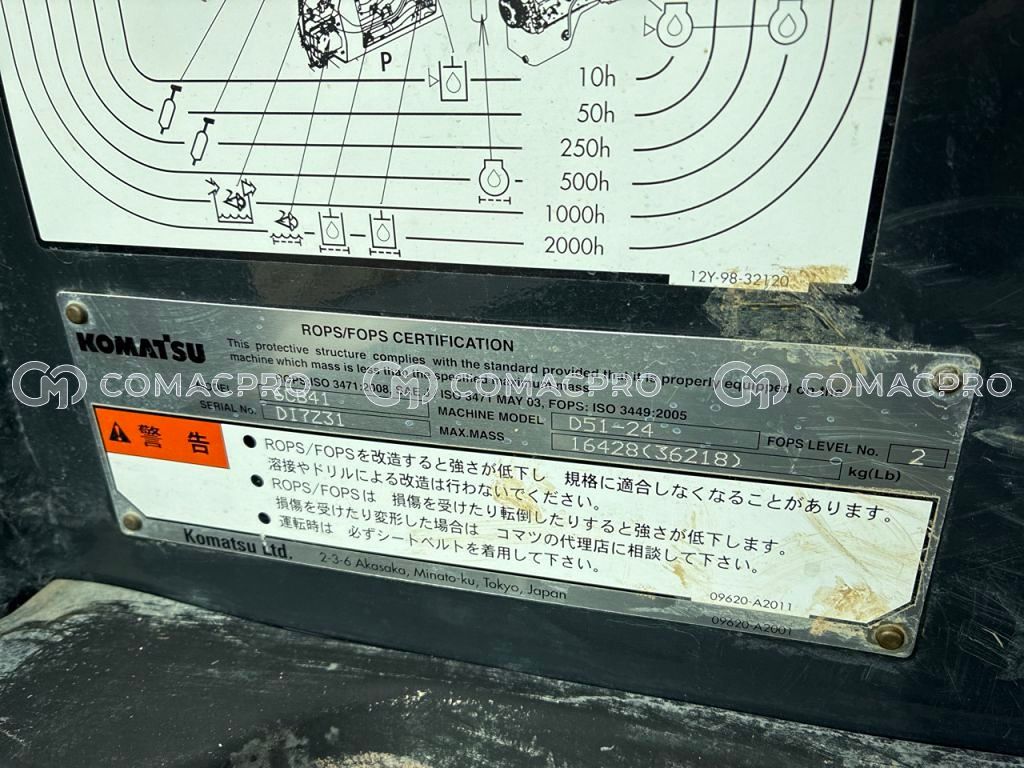 P
10h
50h
250h
500h
1000h
2000h
12Y-98-32120
KOMATSU
ROPS/FOPS CERTIFICATION
This protective structure complies with the standard provided that it is properly equipped on the
machine which mass is less than the specified maximum mass.
ROPS: ISO 3471:2008, SAE, ISO 3471 MAY 03, FOPS: ISO 3449:2005
MODEL
MACHINE MODEL D51-24 FOPS LEVEL No. 2
SERIAL No. D17Z31 MAX.MASS 16428(36218) kg(Lb)
COMACPRO COMACPRO COMACPRO
警告
● ROPS/FOPSを改造すると強さが低下し 規格に適合しなくなることがあります。
溶接やドリルによる改造は行わないでください。
● ROPS/FOPSは 損傷を受けたり転倒したりすると強さが低下します。
損傷を受けたり変形した場合は コマツの代理店に相談して下さい。
● 運転時は 必ずシートベルトを着用して下さい。
09620-A2011
Komatsu Ltd.
2-3-6 Akasaka, Minato-ku, Tokyo, Japan
09620-A2001